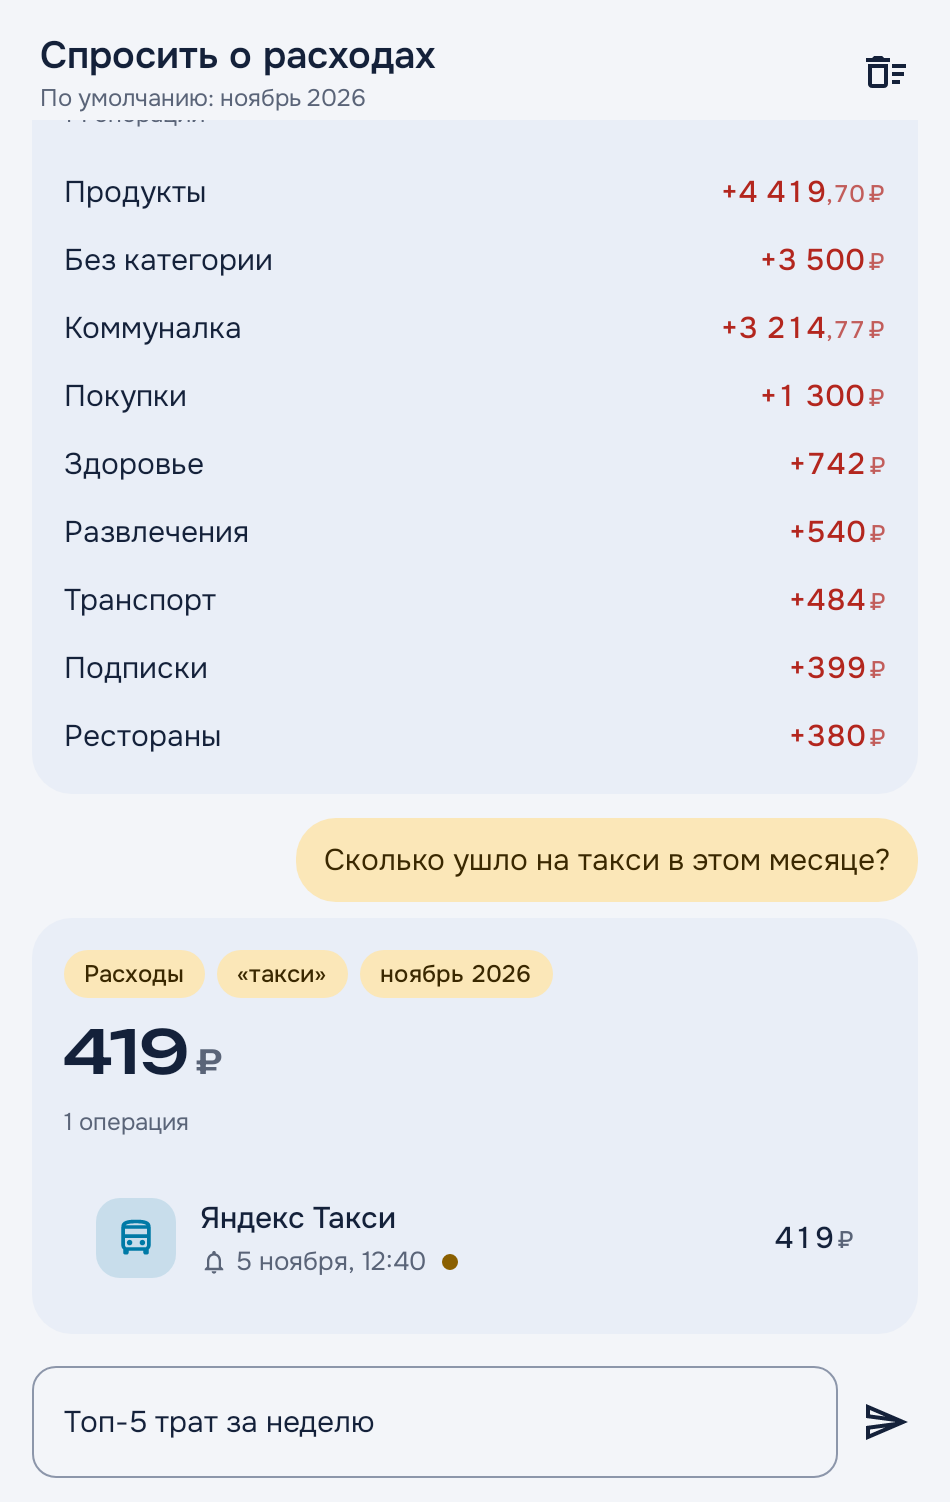 Спросить о расходах
По умолчанию: ноябрь 2026
Продукты +4 419,70 ₽
Без категории +3 500 ₽
Коммуналка +3 214,77 ₽
Покупки +1 300 ₽
Здоровье +742 ₽
Развлечения +540 ₽
Транспорт +484 ₽
Подписки +399 ₽
Рестораны +380 ₽
Сколько ушло на такси в этом месяце?
Расходы «такси» ноябрь 2026
419 ₽
1 операция
Яндекс Такси
5 ноября, 12:40
419 ₽
Топ-5 трат за неделю